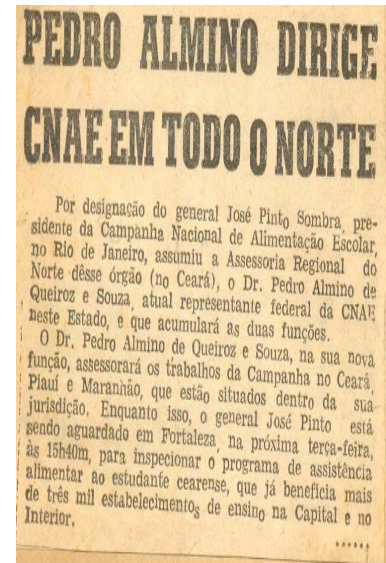 PEDRO ALMINO DIRIGE
CNAE EM TODO O NORTE
Por designação do general José Pinto Sombra, pre-
sidente da Campanha Nacional de Alimentação Escolar,
no Rio de Janeiro, assumiu a Assessoria Regional do
Norte dêsse órgão (no Ceará), o Dr. Pedro Almino de
Queiroz e Souza, atual representante federal da CNAE
neste Estado, e que acumulará as duas funções.
O Dr. Pedro Almino de Queiroz e Souza, na sua nova
função, assessorará os trabalhos da Campanha no Ceará,
Piauí e Maranhão, que estão situados dentro da sua
jurisdição. Enquanto isso, o general José Pinto está
sendo aguardado em Fortaleza, na próxima terça-feira,
às 15h40m, para inspecionar o programa de assistência
alimentar ao estudante cearense, que já beneficia mais
de três mil estabelecimentos de ensino na Capital e no
Interior.
......